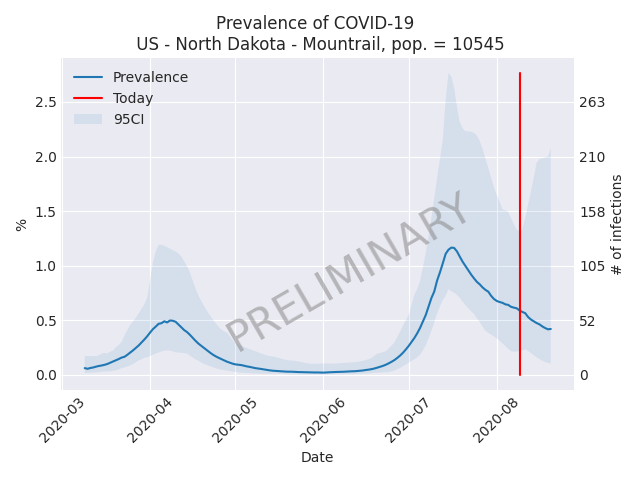 Prevalence of COVID-19
US - North Dakota - Mountrail, pop. = 10545
Prevalence
Today
95CI
PRELIMINARY
%
2.5
2.0
1.5
1.0
0.5
0.0
263
210
158
105
52
0
# of infections
2020-03
2020-04
2020-05
2020-06
2020-07
2020-08
Date